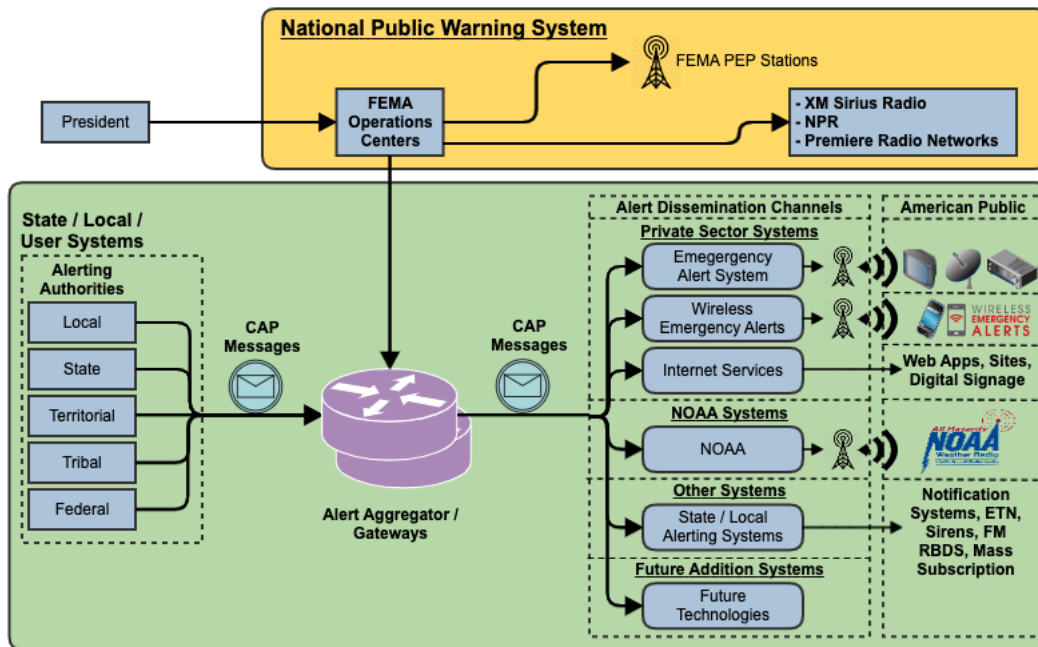 National Public Warning System
FEMA PEP Stations
President
FEMA
Operations
Centers
- XM Sirius Radio
- NPR
- Premiere Radio Networks
State / Local /
User Systems
Alerting
Authorities
Local
State
Territorial
Tribal
Federal
CAP
Messages
Alert Aggregator /
Gateways
CAP
Messages
Alert Dissemination Channels
American Public
Private Sector Systems
Emegergency
Alert System
Wireless
Emergency Alerts
WIRELESS
EMERGENCY
ALERTS
Internet Services
Web Apps, Sites,
Digital Signage
NOAA Systems
NOAA
All Hazards
NOAA
Weather Radio
Other Systems
State / Local
Alerting Systems
Notification
Systems, ETN,
Sirens, FM
RBDS, Mass
Subscription
Future Addition Systems
Future
Technologies